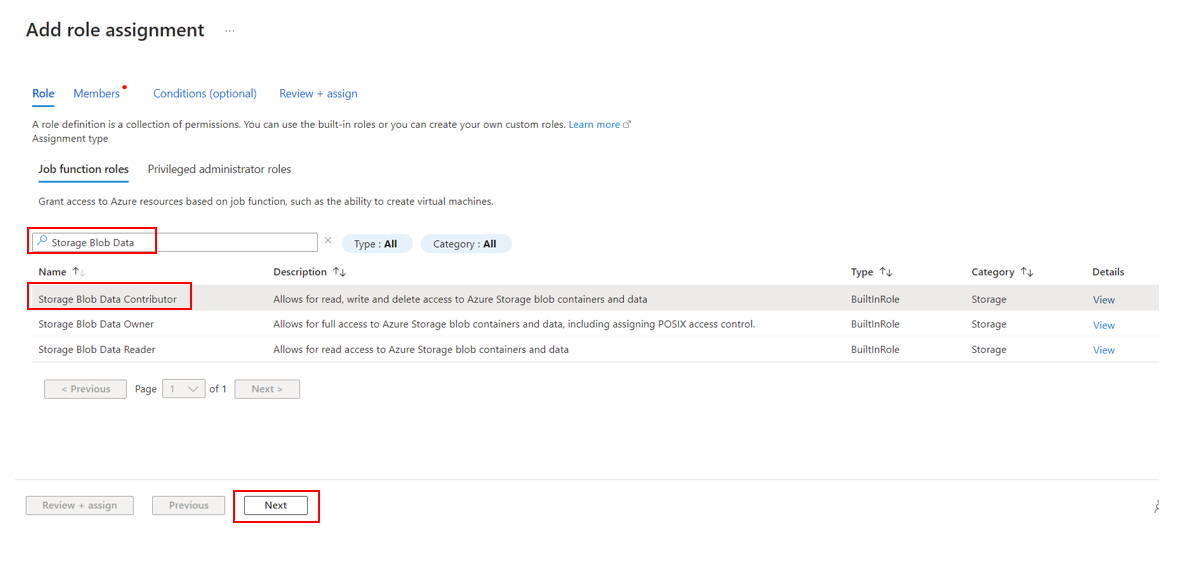 Add role assignment ...
Role Members Conditions (optional) Review + assign
A role definition is a collection of permissions. You can use the built-in roles or you can create your own custom roles. Learn more
Assignment type
Job function roles Privileged administrator roles
Grant access to Azure resources based on job function, such as the ability to create virtual machines.
Storage Blob Data × Type : All Category : All
Name ↑↓ Description ↑↓ Type ↑↓ Category ↑↓ Details
Storage Blob Data Contributor Allows for read, write and delete access to Azure Storage blob containers and data BuiltInRole Storage View
Storage Blob Data Owner Allows for full access to Azure Storage blob containers and data, including assigning POSIX access control. BuiltInRole Storage View
Storage Blob Data Reader Allows for read access to Azure Storage blob containers and data BuiltInRole Storage View
< Previous Page 1 of 1 Next >
Review + assign Previous Next